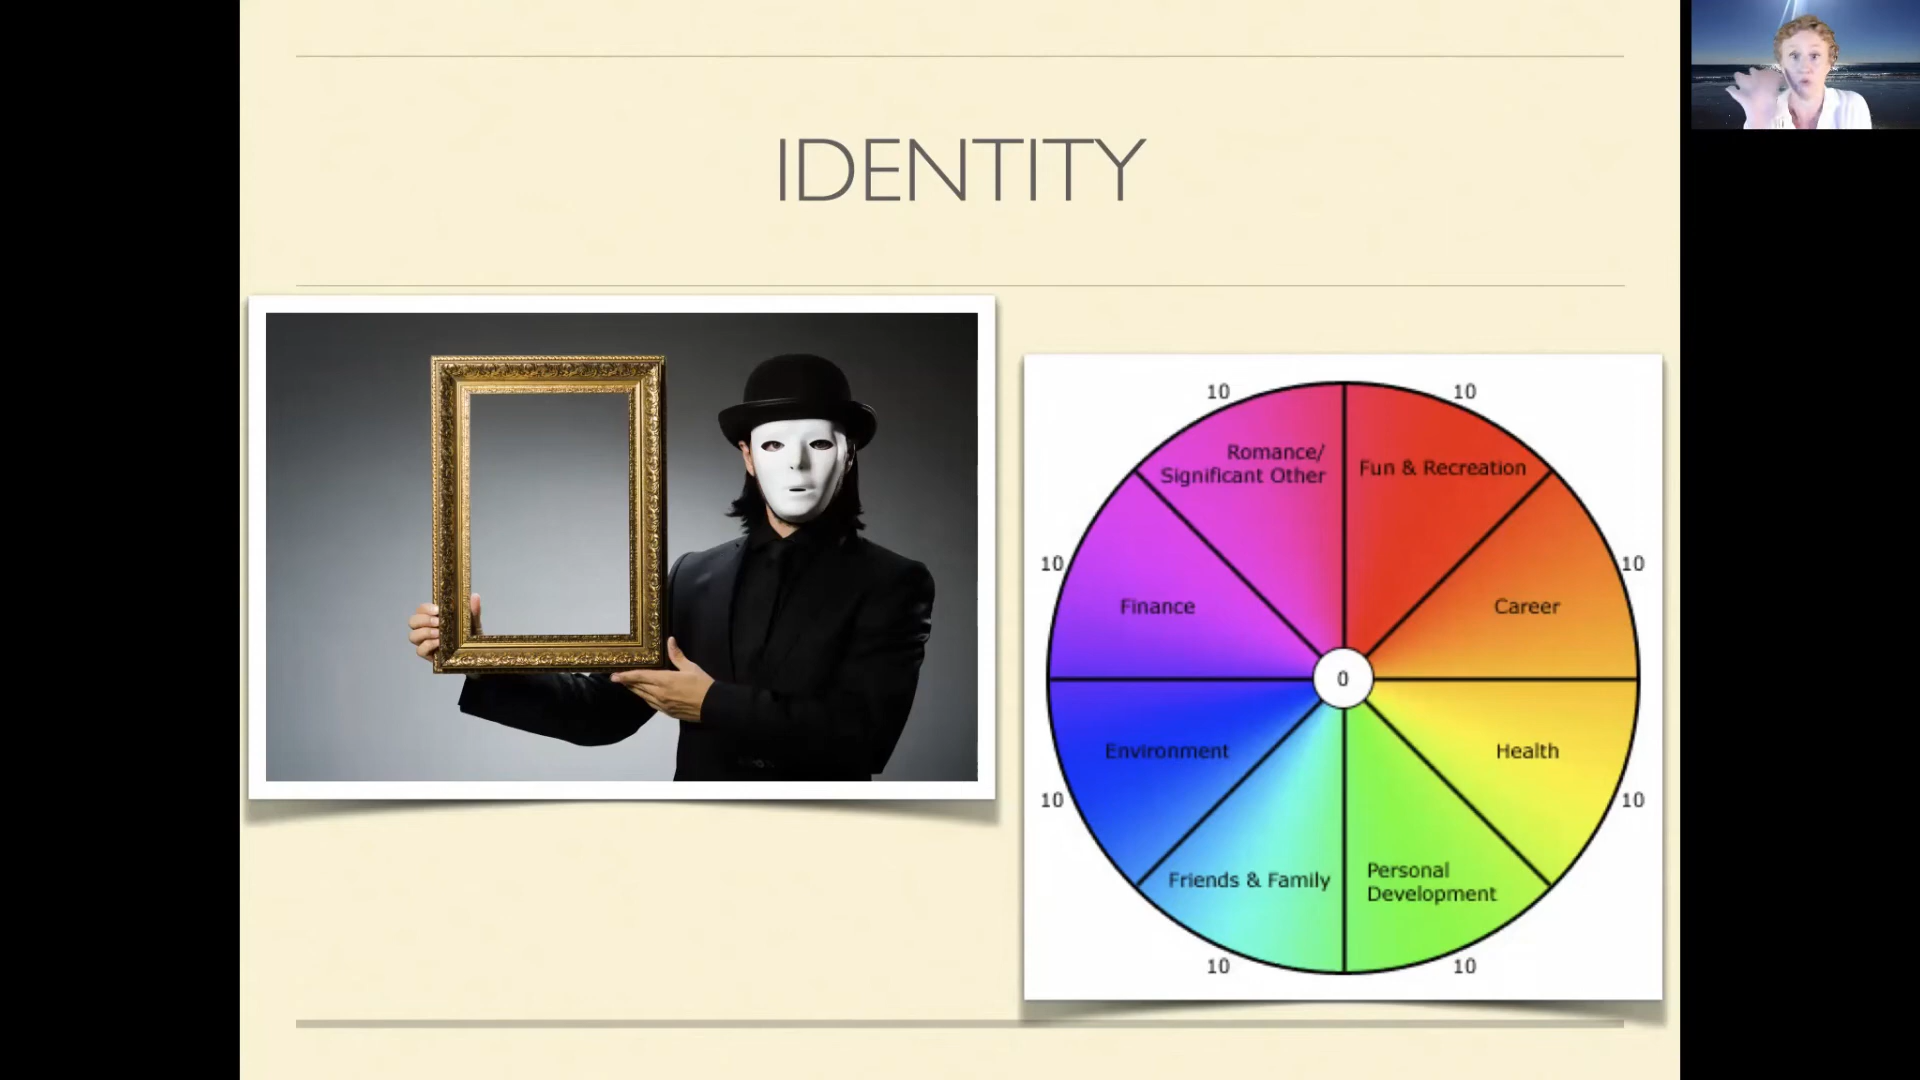 IDENTITY
10
10
Romance/
Significant Other
Fun & Recreation
10
10
Finance
Career
0
Environment
Health
10
10
Friends & Family
Personal
Development
10
10